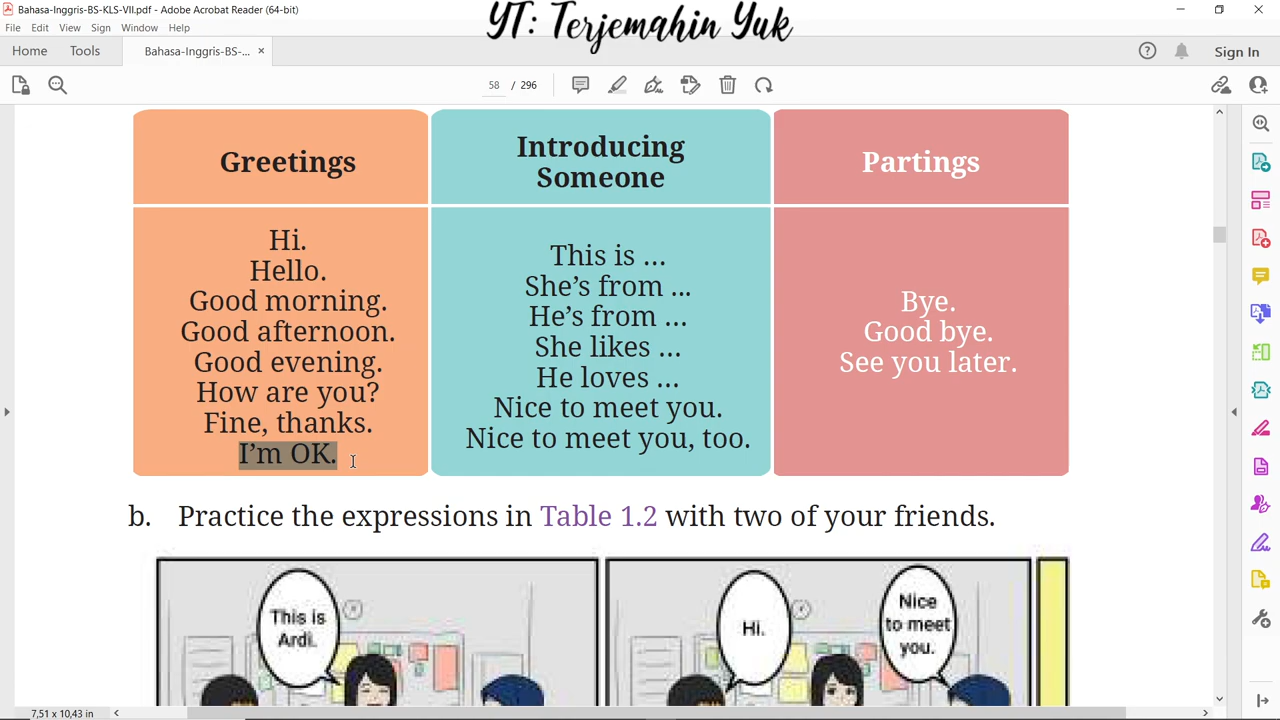 Bahasa-Inggris-BS-KLS-VII.pdf - Adobe Acrobat Reader (64-bit)
YT: Terjemahin Yuk
File Edit View Sign Window Help
Home Tools Bahasa-Inggris-BS-... ×
Sign In
58 / 296
Greetings
Hi.
Hello.
Good morning.
Good afternoon.
Good evening.
How are you?
Fine, thanks.
I’m OK.
Introducing
Someone
This is …
She’s from ...
He’s from …
She likes …
He loves …
Nice to meet you.
Nice to meet you, too.
Partings
Bye.
Good bye.
See you later.
b. Practice the expressions in Table 1.2 with two of your friends.
This is
Ardi.
Hi.
Nice
to meet
you.
7,51 x 10,43 in